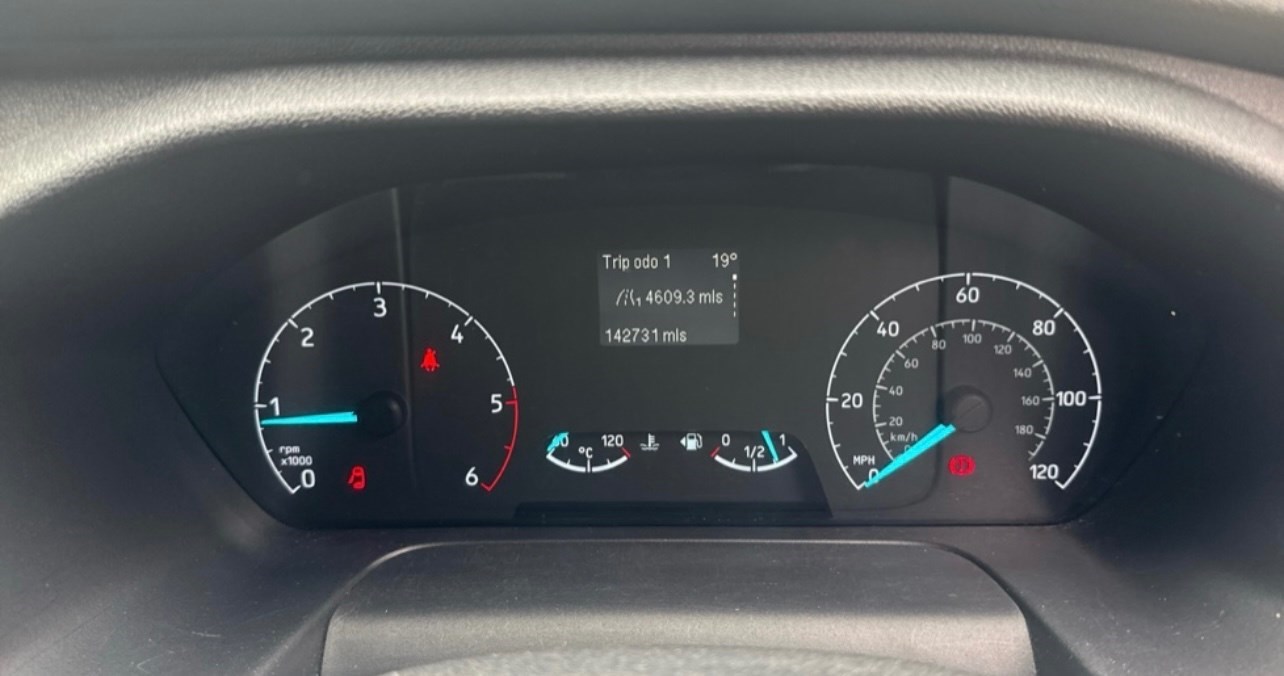 Trip odo 1 19°
4609.3 mls
142731 mls
0 1 2 3 4 5 6
rpm
x1000
60 120
°C
0 1/2 1
0 20 40 60 80 100 120
MPH
20 40 60 80 100 120 140 160 180
km/h